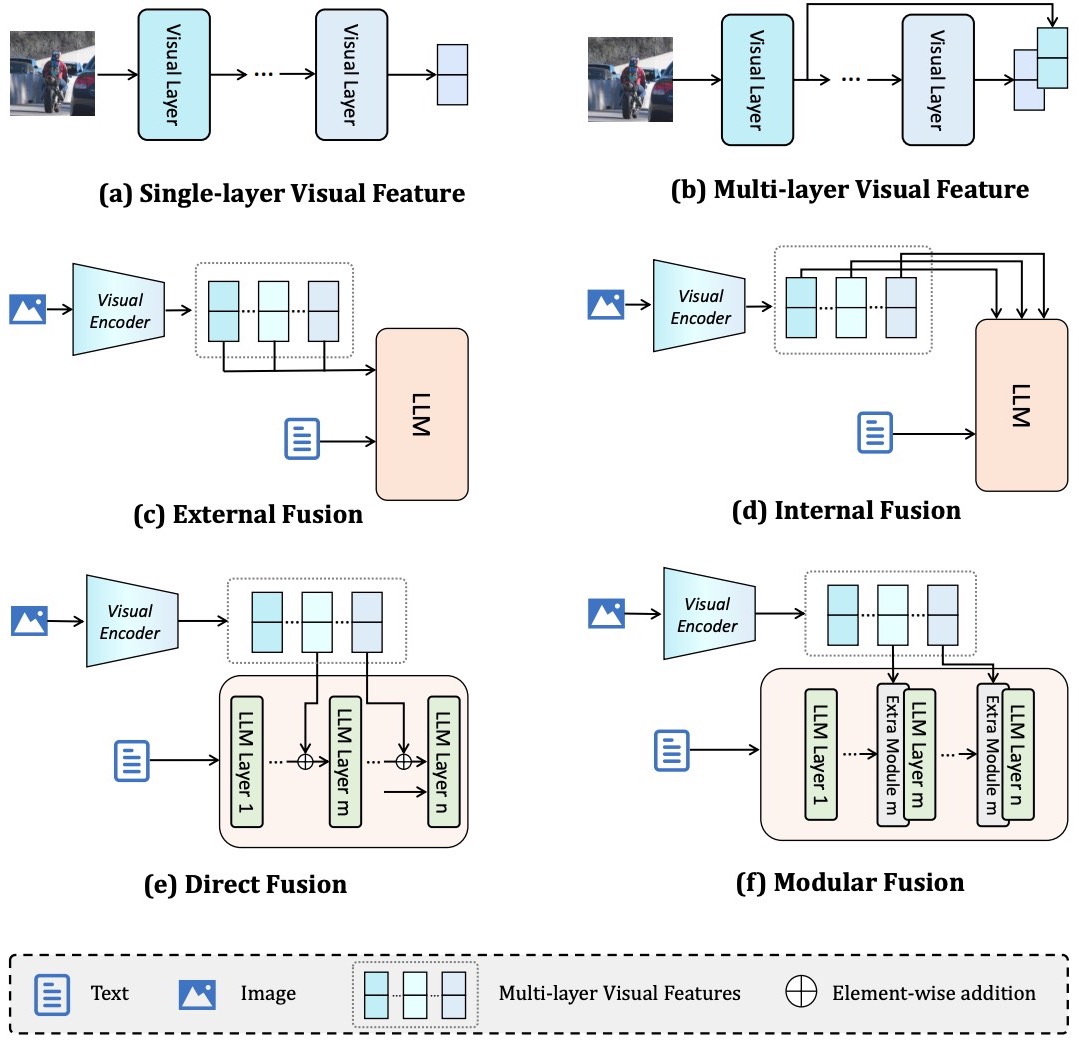 Visual Layer
...
Visual Layer
(a) Single-layer Visual Feature
Visual Layer
...
Visual Layer
(b) Multi-layer Visual Feature
Visual
Encoder
... ...
LLM
(c) External Fusion
Visual
Encoder
... ...
LLM
(d) Internal Fusion
Visual
Encoder
... ...
LLM Layer 1
...
LLM Layer m
...
LLM Layer n
(e) Direct Fusion
Visual
Encoder
... ...
LLM Layer 1
...
Extra Module m
LLM Layer m
...
Extra Module m
LLM Layer n
(f) Modular Fusion
Text
Image
... ...
Multi-layer Visual Features
Element-wise addition